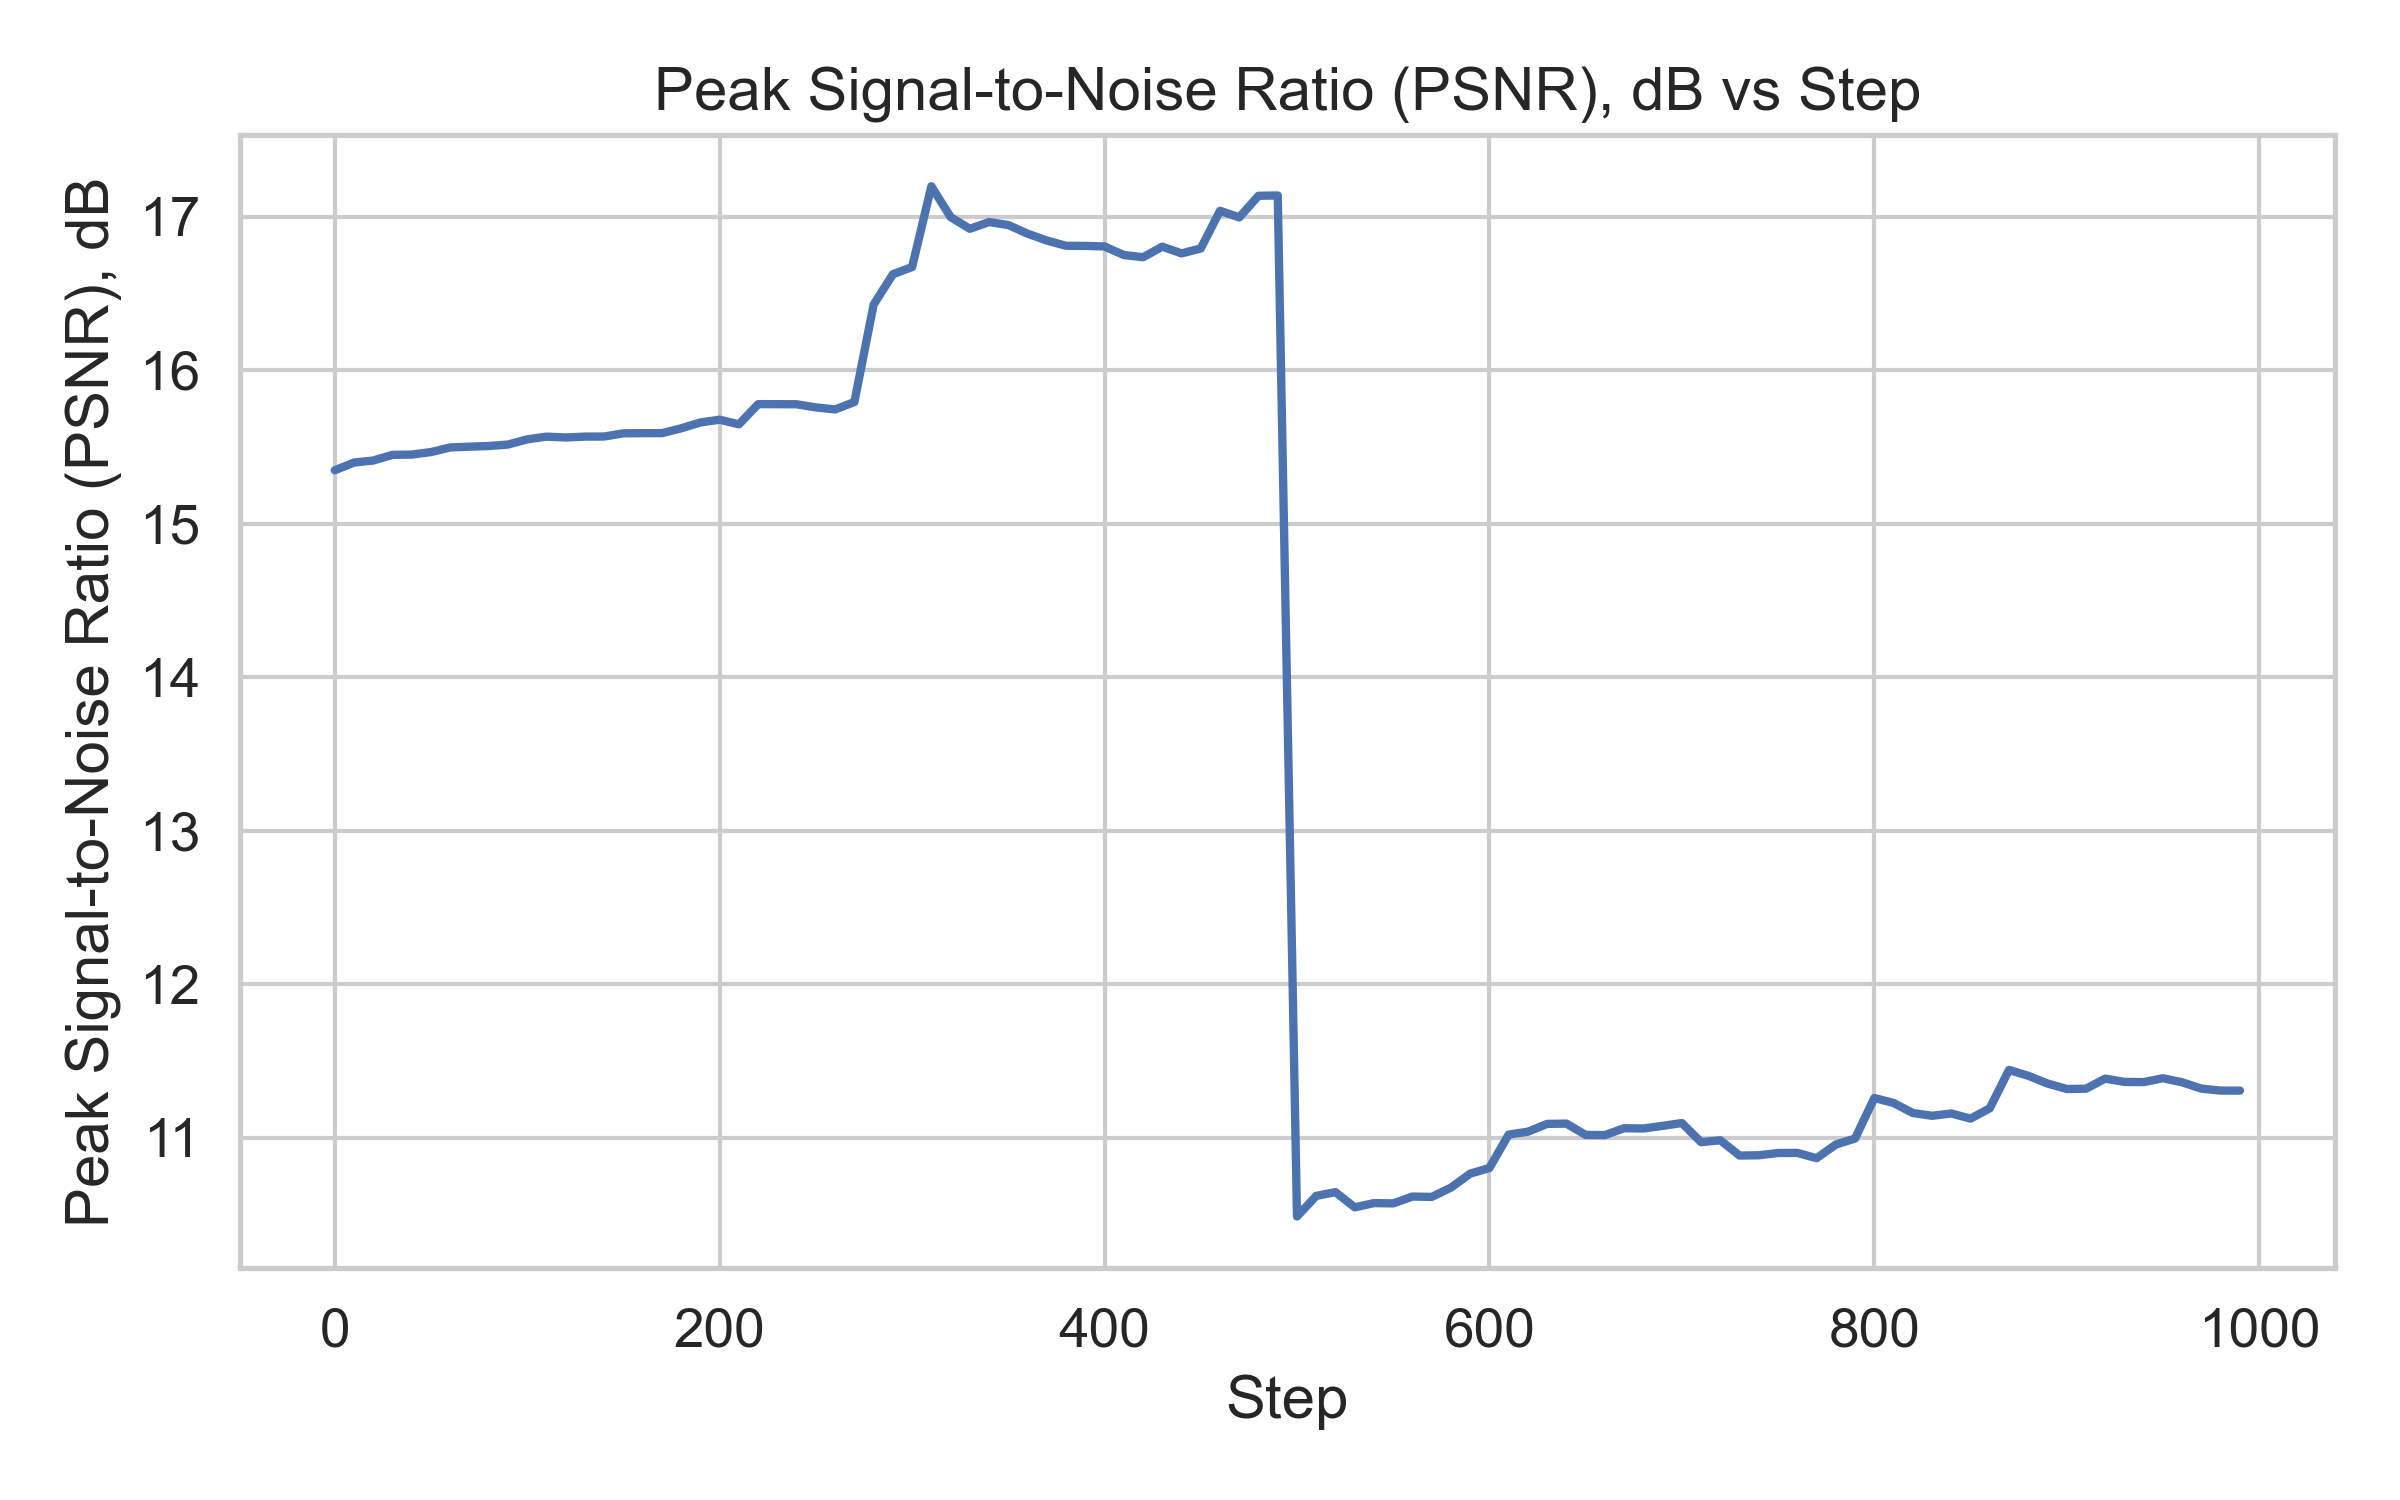 Peak Signal-to-Noise Ratio (PSNR), dB vs Step
Peak Signal-to-Noise Ratio (PSNR), dB
17
16
15
14
13
12
11
0 200 400 600 800 1000
Step